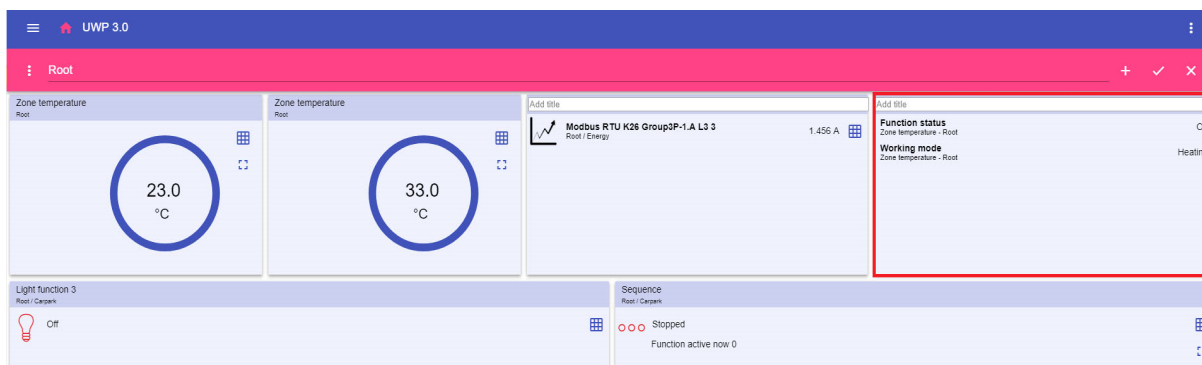 UWP 3.0
Root
Zone temperature
Root
23.0
°C
Zone temperature
Root
33.0
°C
Add title
Modbus RTU K26 Group3P-1.A L3 3
Root / Energy
1.456 A
Add title
Function status
Zone temperature - Root
Working mode
Zone temperature - Root
Heatin
Light function 3
Root / Carpark
Off
Sequence
Root / Carpark
Stopped
Function active now 0